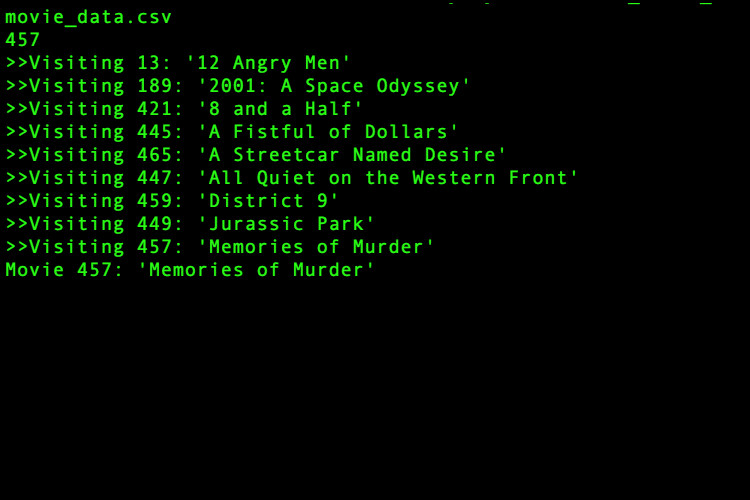 movie_data.csv
457
>>Visiting 13: '12 Angry Men'
>>Visiting 189: '2001: A Space Odyssey'
>>Visiting 421: '8 and a Half'
>>Visiting 445: 'A Fistful of Dollars'
>>Visiting 465: 'A Streetcar Named Desire'
>>Visiting 447: 'All Quiet on the Western Front'
>>Visiting 459: 'District 9'
>>Visiting 449: 'Jurassic Park'
>>Visiting 457: 'Memories of Murder'
Movie 457: 'Memories of Murder'